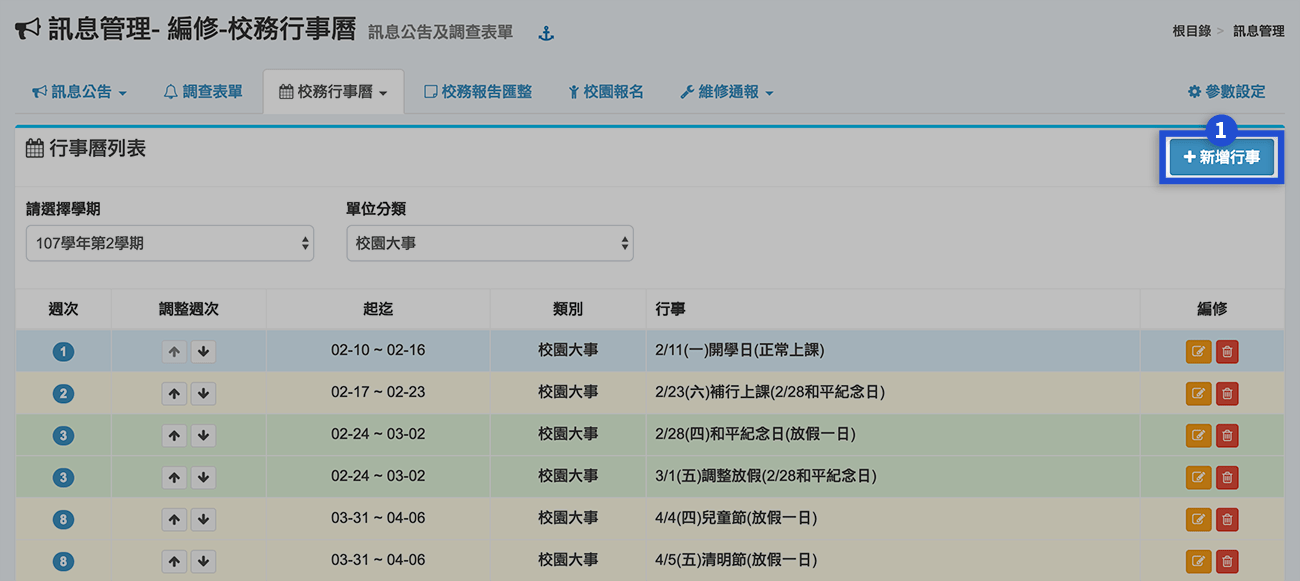 訊息管理- 編修-校務行事曆 訊息公告及調查表單
根目錄 > 訊息管理
訊息公告 調查表單 校務行事曆 校務報告匯整 校園報名 維修通報 參數設定
1
行事曆列表
+新增行事
請選擇學期 單位分類
107學年第2學期 校園大事
週次 調整週次 起迄 類別 行事 編修
1 02-10 ~ 02-16 校園大事 2/11(一)開學日(正常上課)
2 02-17 ~ 02-23 校園大事 2/23(六)補行上課(2/28和平紀念日)
3 02-24 ~ 03-02 校園大事 2/28(四)和平紀念日(放假一日)
3 02-24 ~ 03-02 校園大事 3/1(五)調整放假(2/28和平紀念日)
8 03-31 ~ 04-06 校園大事 4/4(四)兒童節(放假一日)
8 03-31 ~ 04-06 校園大事 4/5(五)清明節(放假一日)